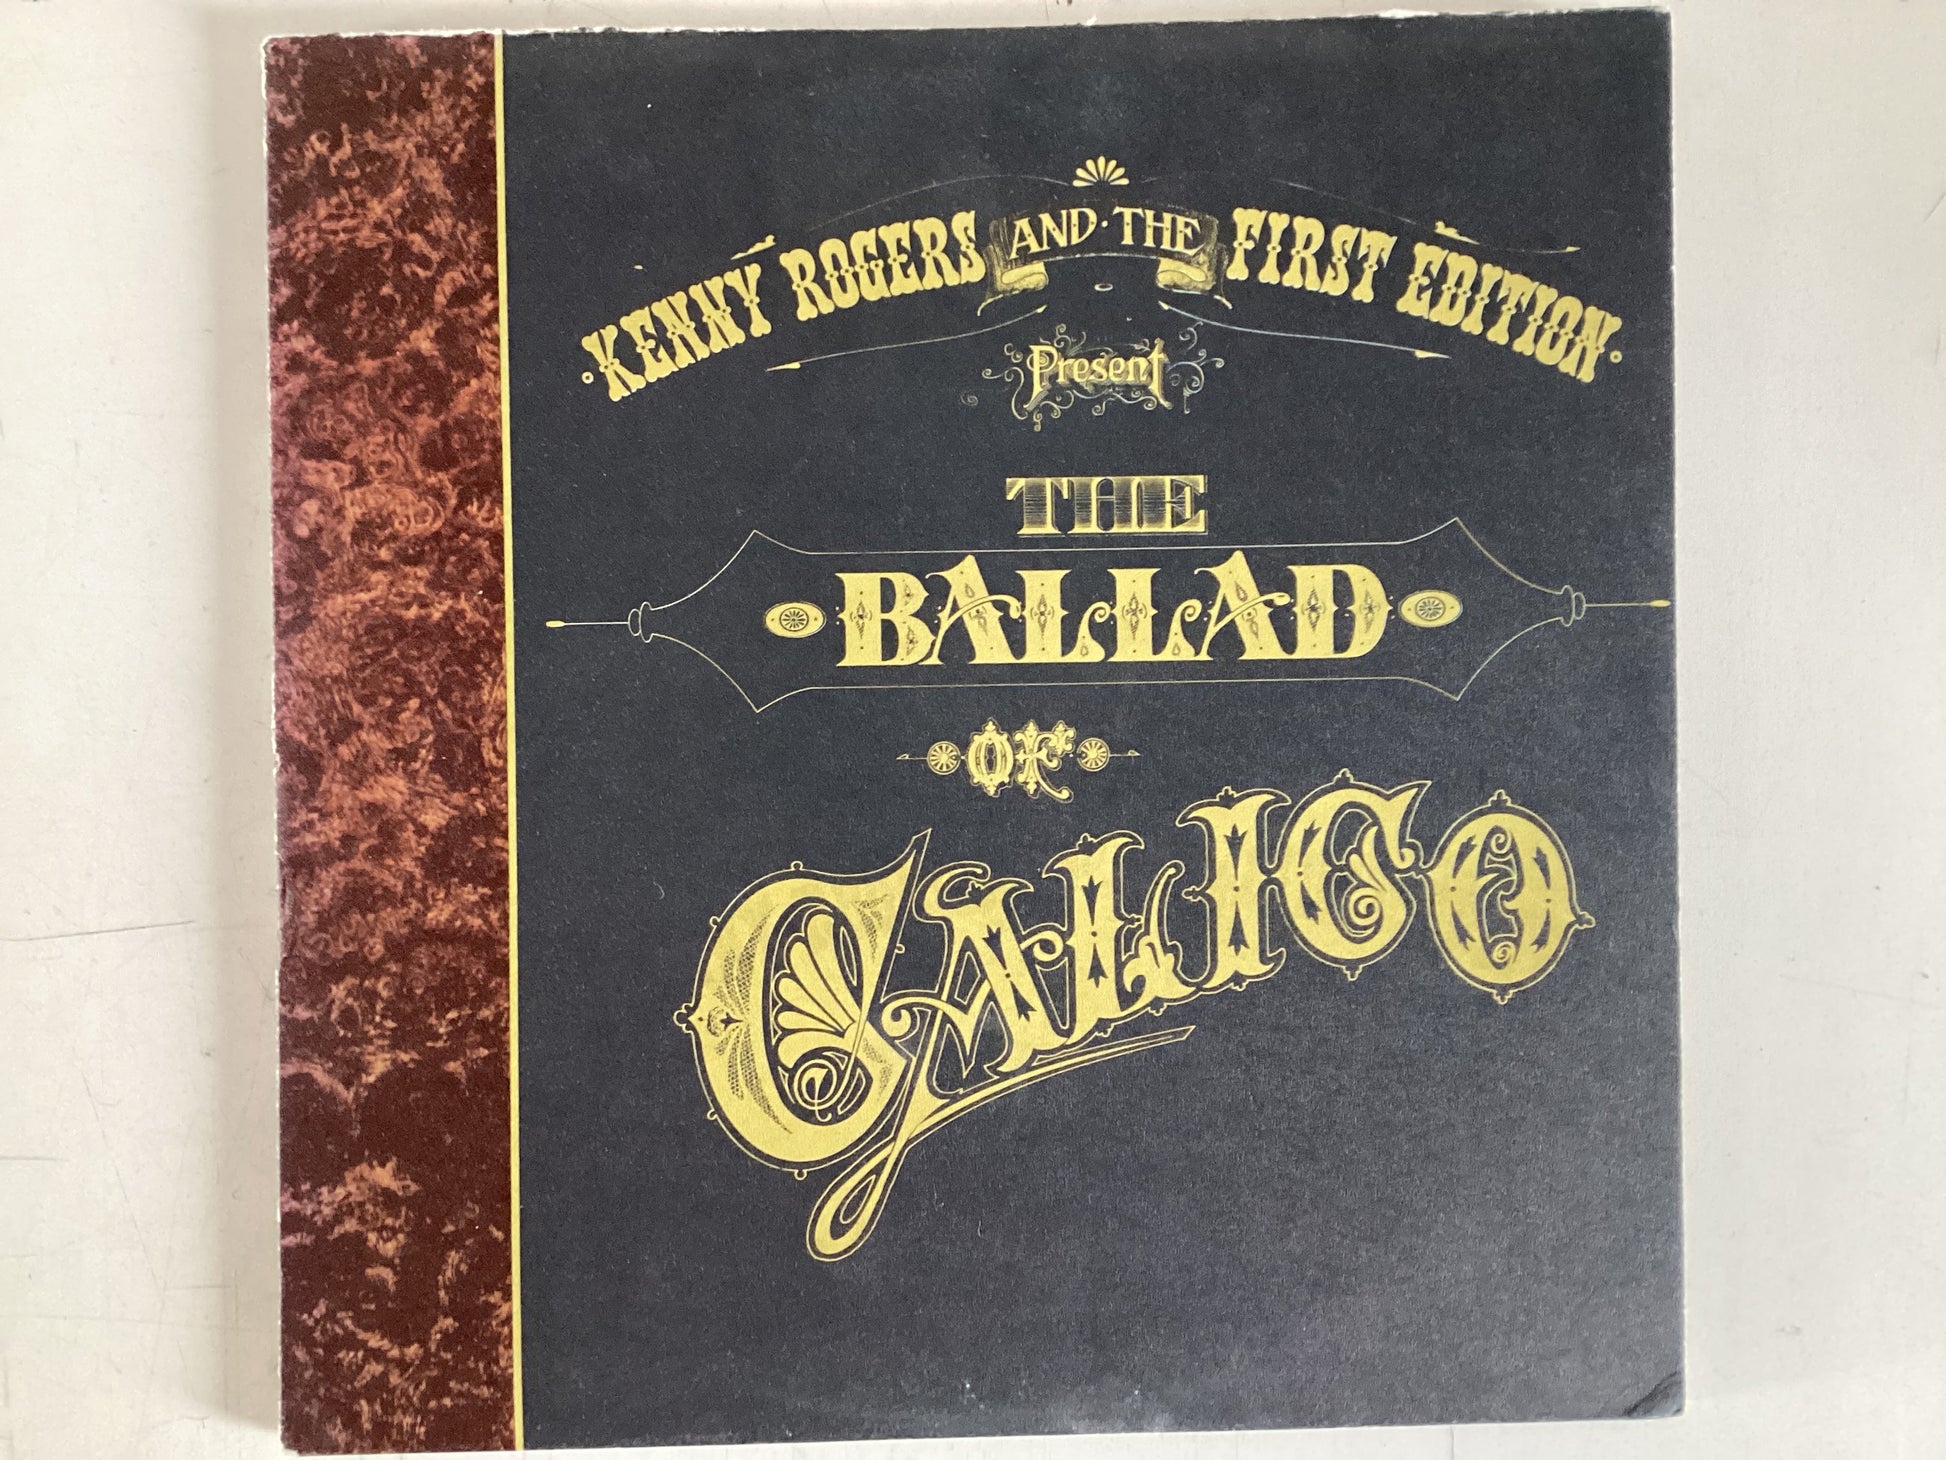 KENNY ROGERS AND · THE FIRST EDITION
Present
THE
BALLAD
OF
CALICO